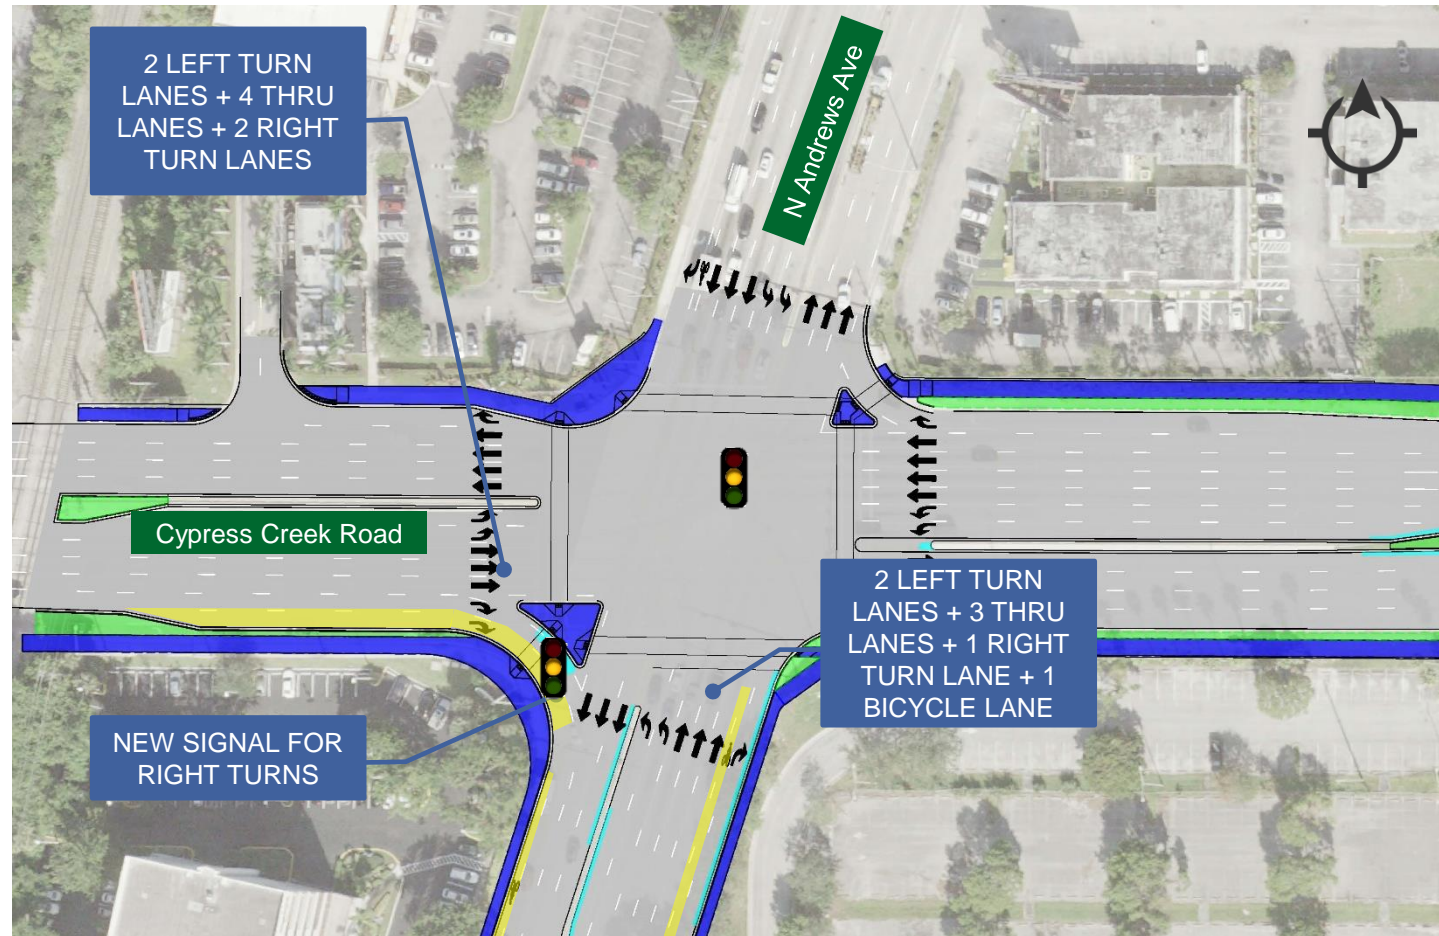 2 LEFT TURN
LANES + 4 THRU
LANES + 2 RIGHT
TURN LANES
N Andrews Ave
Cypress Creek Road
2 LEFT TURN
LANES + 3 THRU
LANES + 1 RIGHT
TURN LANE + 1
BICYCLE LANE
NEW SIGNAL FOR
RIGHT TURNS